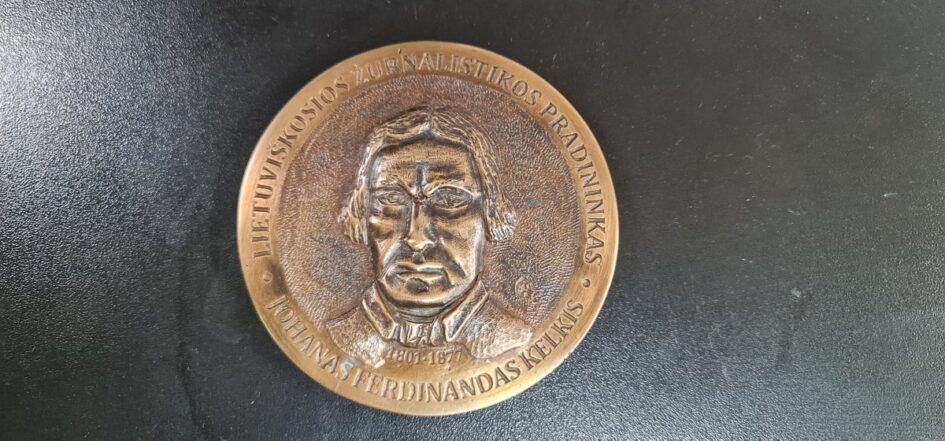 LIETUVIŠKOSIOS ŽURNALISTIKOS PRADININKAS
JOHANAS FERDINANDAS KELKIS
1801-1877